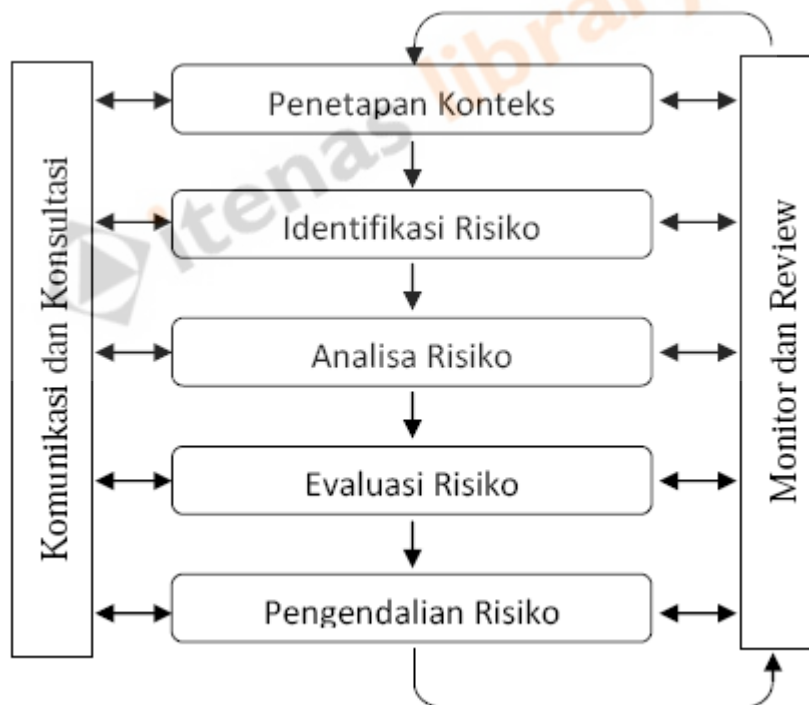 Penetapan Konteks
Identifikasi Risiko
Analisa Risiko
Evaluasi Risiko
Pengendalian Risiko
Komunikasi dan Konsultasi
Monitor dan Review
itenas library